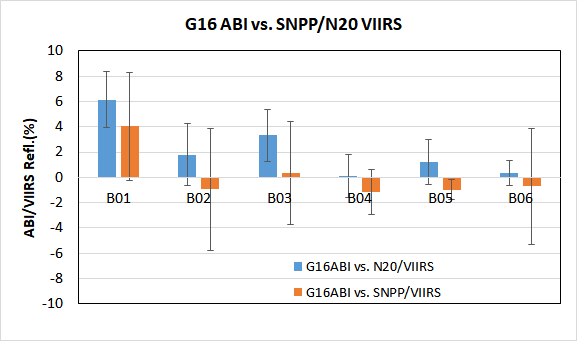 G16 ABI vs. SNPP/N20 VIIRS
ABI/VIIRS Refl.(%)
10
8
6
4
2
0
-2
-4
-6
-8
-10
B01 B02 B03 B04 B05 B06
G16ABI vs. N20/VIIRS
G16ABI vs. SNPP/VIIRS